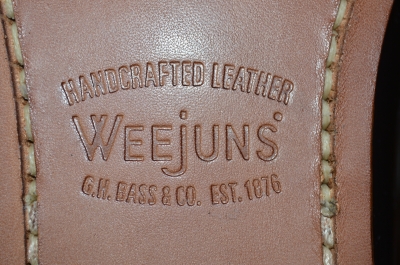 HANDCRAFTED LEATHER
WEEJUNS
G.H. BASS & CO. EST. 1876